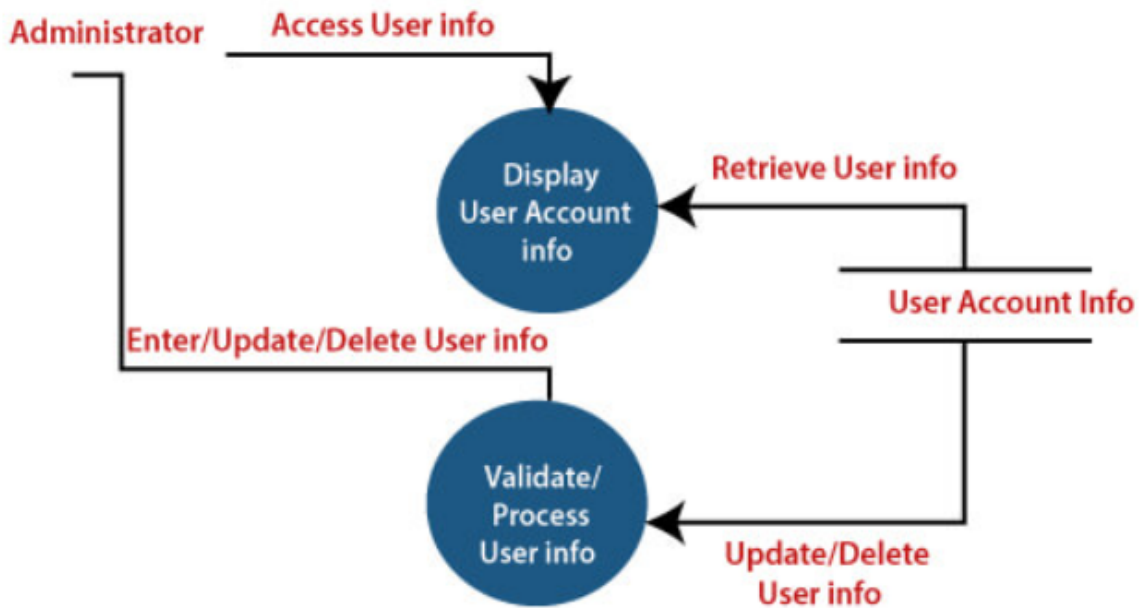 Administrator
Access User info
Display
User Account
info
Retrieve User info
User Account Info
Enter/Update/Delete User info
Validate/
Process
User info
Update/Delete
User info